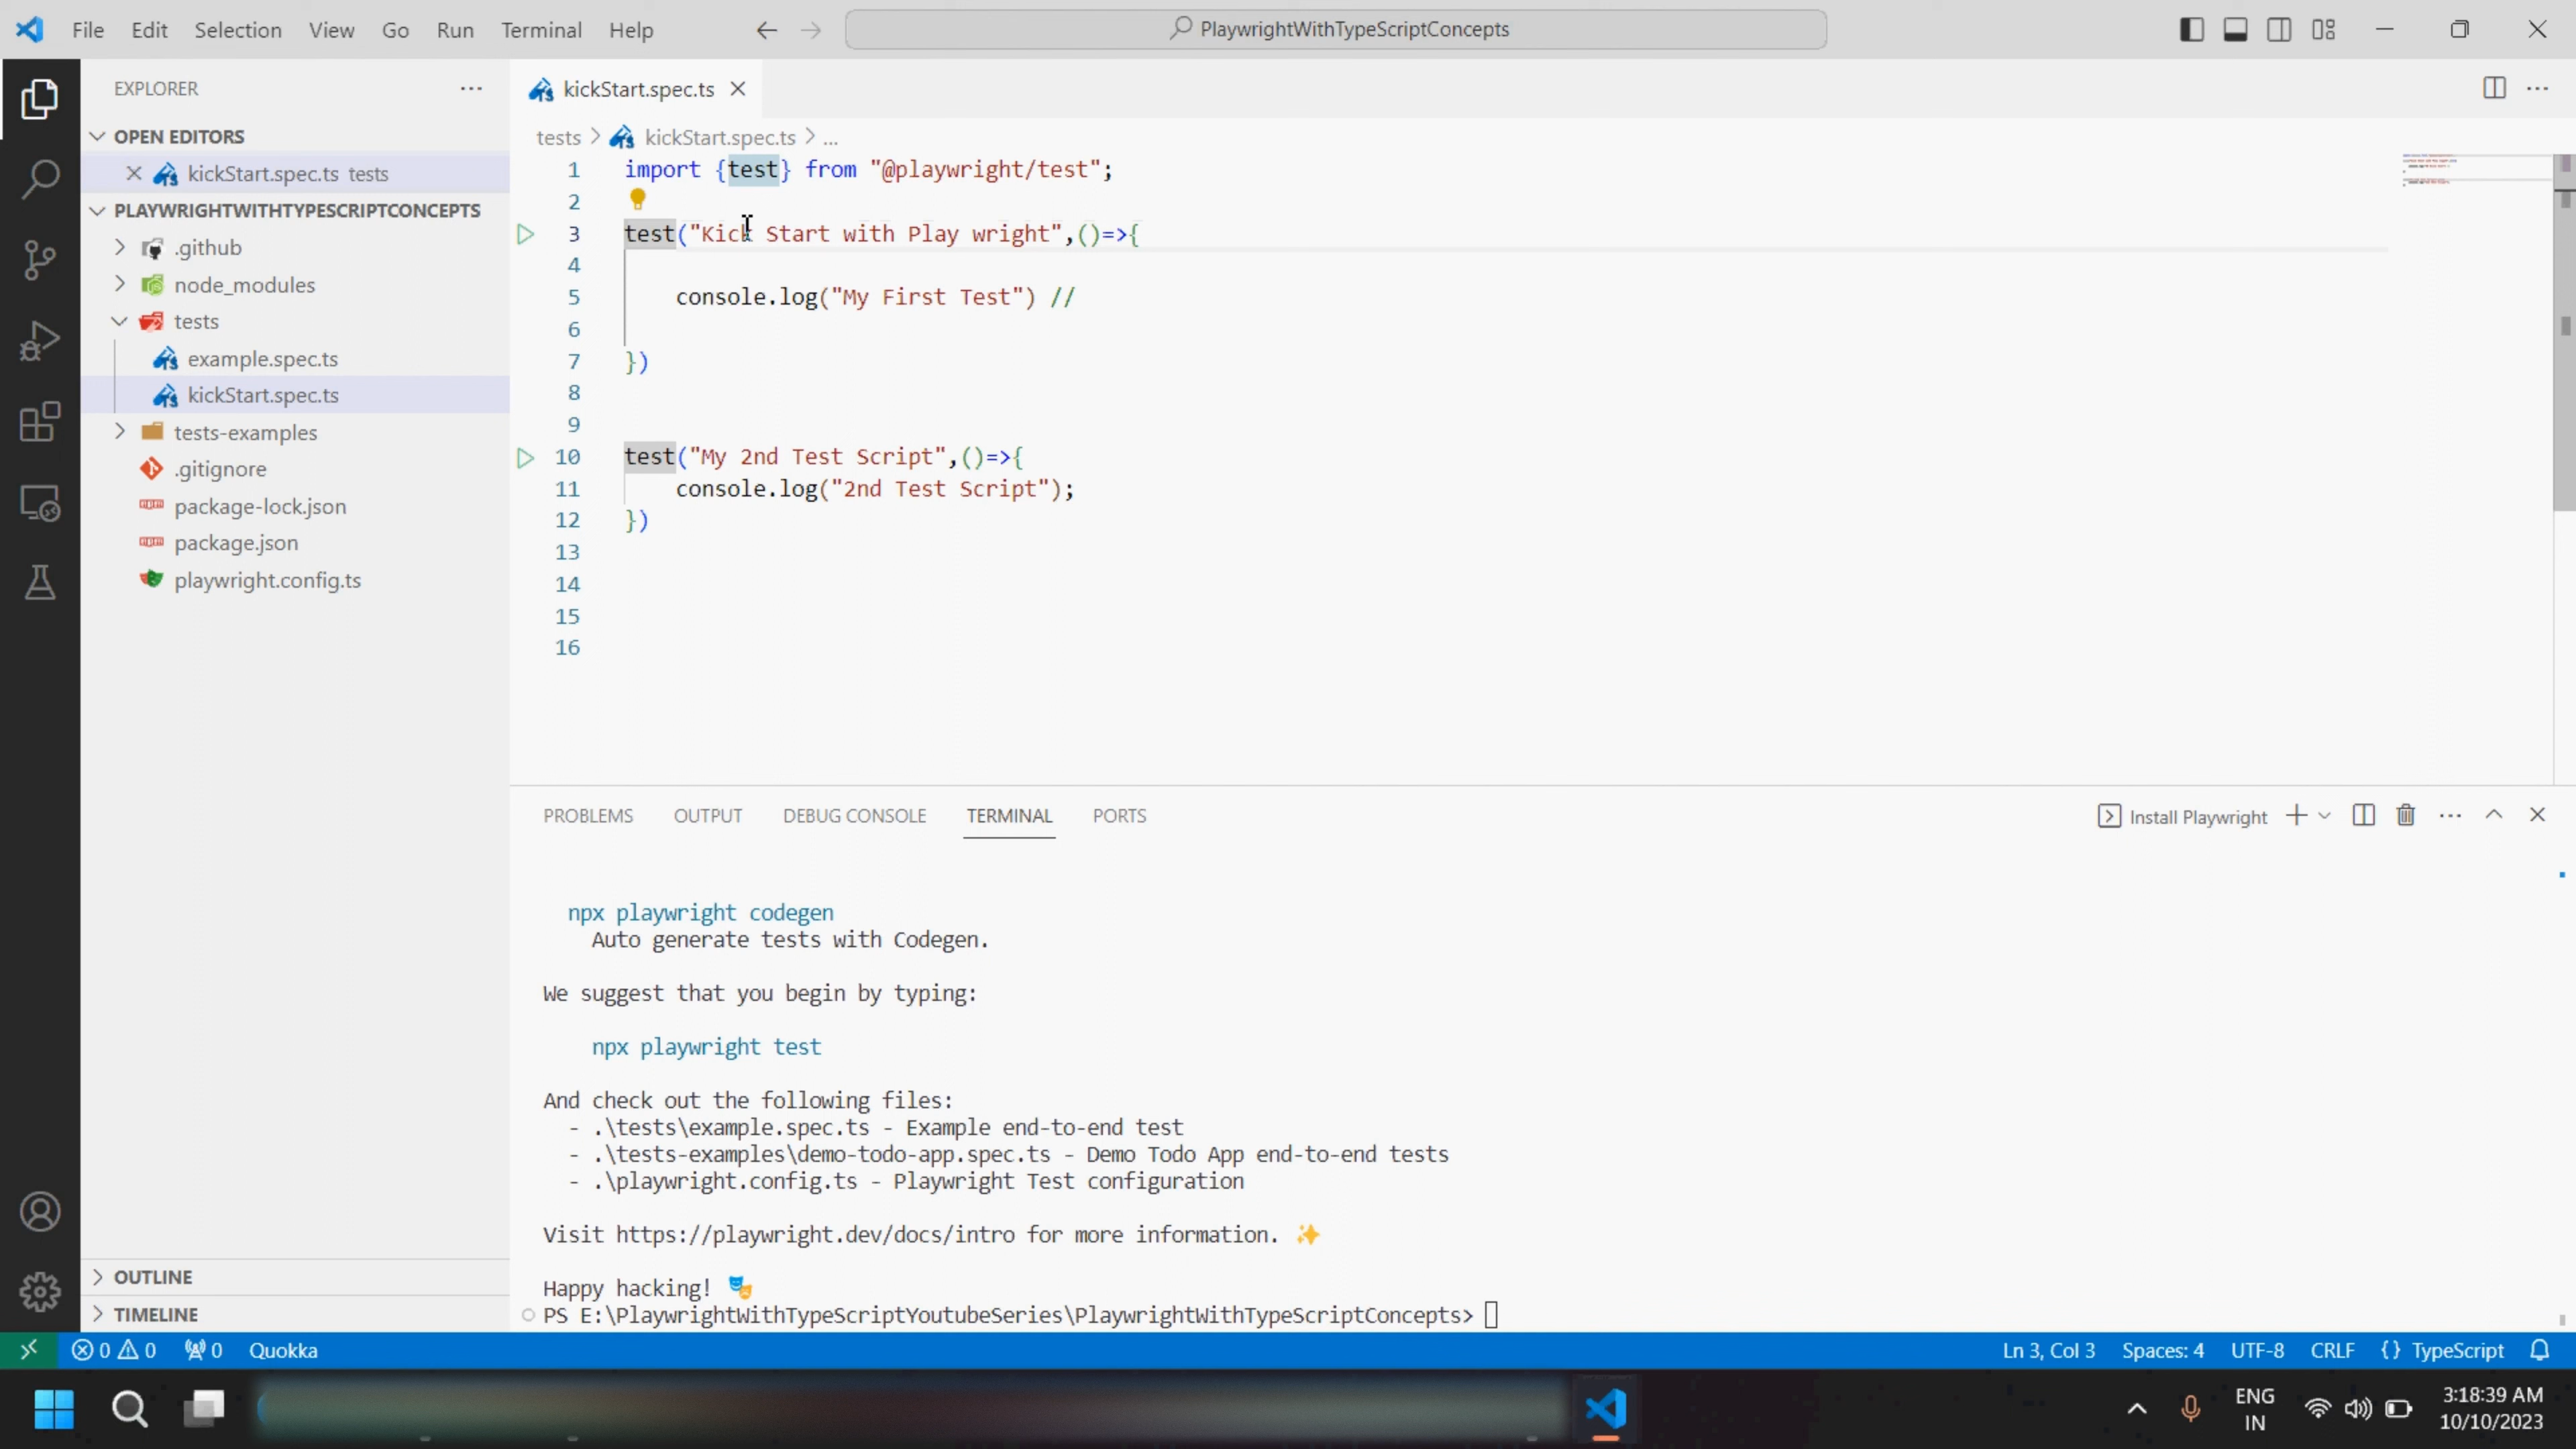 File Edit Selection View Go Run Terminal Help
PlaywrightWithTypeScriptConcepts
EXPLORER
OPEN EDITORS
kickStart.spec.ts tests
PLAYWRIGHTWITHTYPESCRIPTCONCEPTS
.github
node_modules
tests
example.spec.ts
kickStart.spec.ts
tests-examples
.gitignore
package-lock.json
package.json
playwright.config.ts
OUTLINE
TIMELINE
kickStart.spec.ts
tests > kickStart.spec.ts > ...
1 import {test} from "@playwright/test";
2
3 test("Kick Start with Play wright",()=>{
4
5 console.log("My First Test") //
6
7 })
8
9
10 test("My 2nd Test Script",()=>{
11 console.log("2nd Test Script");
12 })
13
14
15
16
PROBLEMS OUTPUT DEBUG CONSOLE TERMINAL PORTS
Install Playwright
npx playwright codegen
Auto generate tests with Codegen.
We suggest that you begin by typing:
npx playwright test
And check out the following files:
- .\tests\example.spec.ts - Example end-to-end test
- .\tests-examples\demo-todo-app.spec.ts - Demo Todo App end-to-end tests
- .\playwright.config.ts - Playwright Test configuration
Visit https://playwright.dev/docs/intro for more information. ✨
Happy hacking! 🎭
PS E:\PlaywrightWithTypeScriptYoutubeSeries\PlaywrightWithTypeScriptConcepts>
0 0 0 Quokka
Ln 3, Col 3 Spaces: 4 UTF-8 CRLF {} TypeScript
ENG
IN
3:18:39 AM
10/10/2023